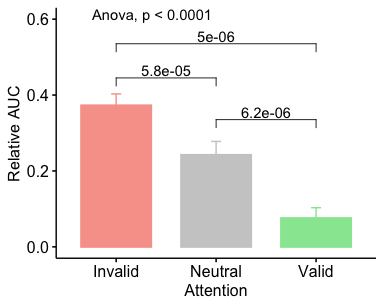 Anova, p < 0.0001
5e-06
5.8e-05
6.2e-06
0.6
0.4
0.2
0.0
Relative AUC
Invalid Neutral Valid
Attention